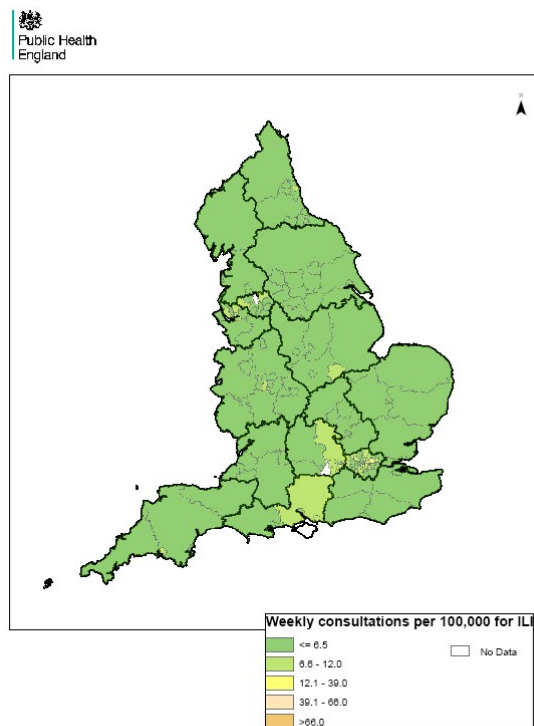 Public Health
England
Weekly consultations per 100,000 for ILI
<= 6.5
No Data
6.6 - 12.0
12.1 - 39.0
39.1 - 66.0
>66.0